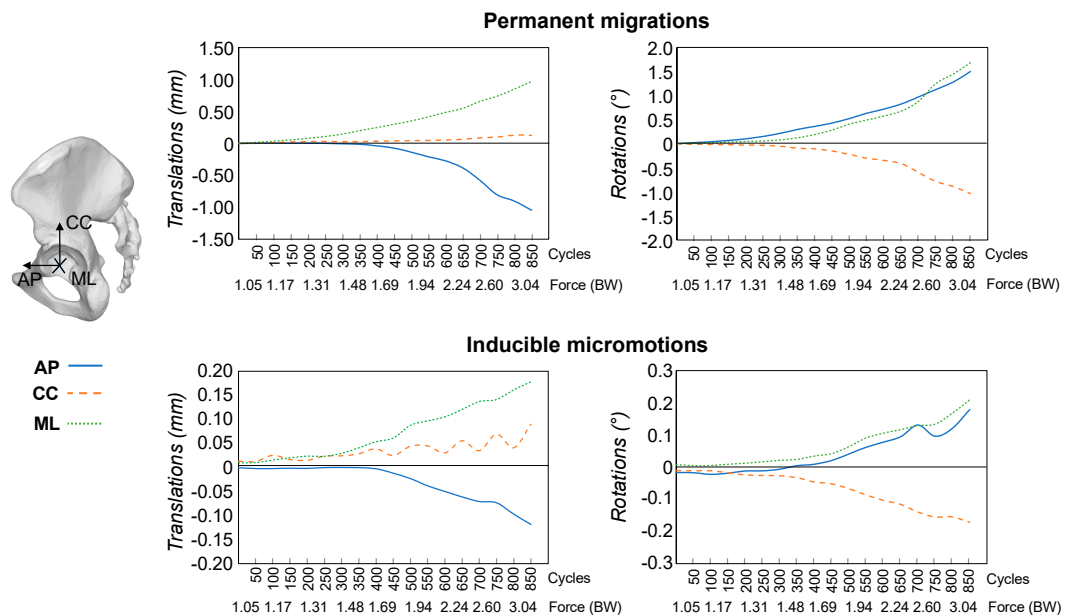 Permanent migrations
Translations (mm)
1.50
1.00
0.50
0
-0.50
-1.00
-1.50
50 100 150 200 250 300 350 400 450 500 550 600 650 700 750 800 850 Cycles
1.05 1.17 1.31 1.48 1.69 1.94 2.24 2.60 3.04 Force (BW)
Rotations (°)
2.0
1.5
1.0
0.5
0
-0.5
-1.0
-1.5
2.0
50 100 150 200 250 300 350 400 450 500 550 600 650 700 750 800 850 Cycles
1.05 1.17 1.31 1.48 1.69 1.94 2.24 2.60 3.04 Force (BW)
CC
AP ML
AP
CC
ML
Inducible micromotions
Translations (mm)
0.20
0.15
0.10
0.05
0
-0.05
-0.10
-0.15
0.20
50 100 150 200 250 300 350 400 450 500 550 600 650 700 750 800 850 Cycles
1.05 1.17 1.31 1.48 1.69 1.94 2.24 2.60 3.04 Force (BW)
Rotations (°)
0.3
0.2
0.1
0
-0.1
-0.2
-0.3
50 100 150 200 250 300 350 400 450 500 550 600 650 700 750 800 850 Cycles
1.05 1.17 1.31 1.48 1.69 1.94 2.24 2.60 3.04 Force (BW)